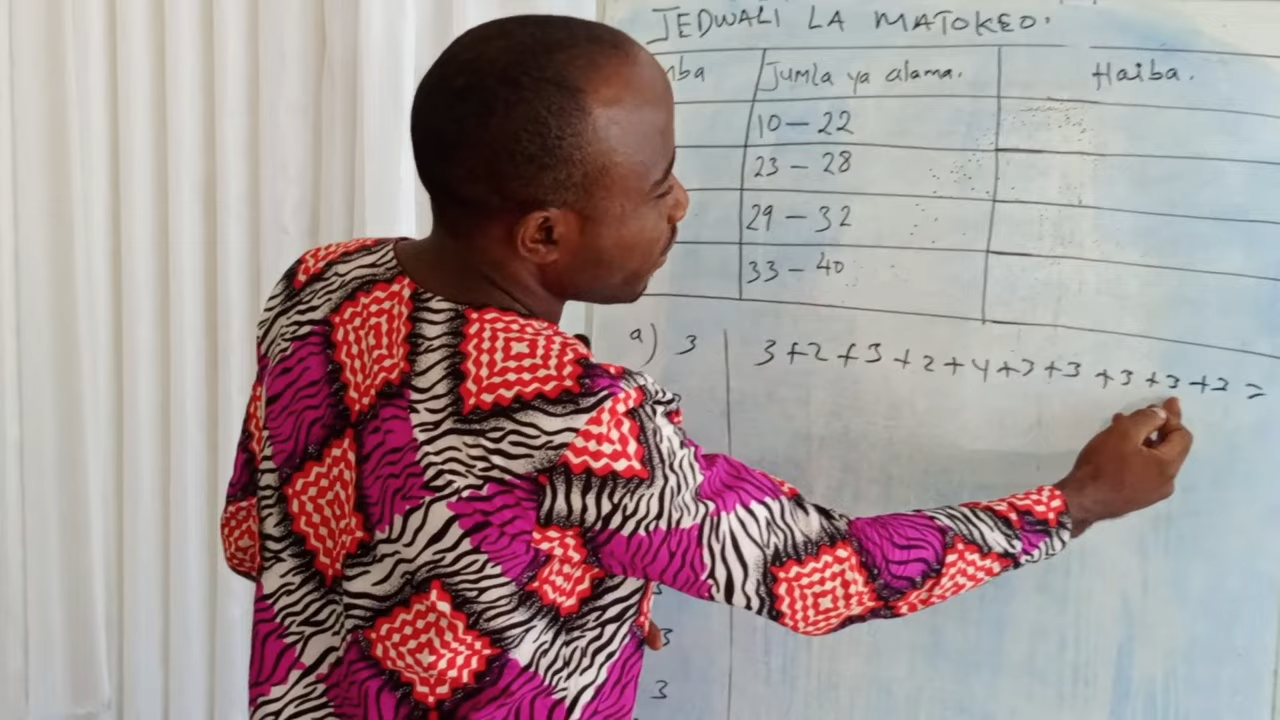 JEDWALI LA MATOKEO.
Jumla ya alama. Haiba.
10 – 22
23 – 28
29 – 32
33 – 40
a) 3 3+2+3+2+4+3+3+3+3+2=
3
3